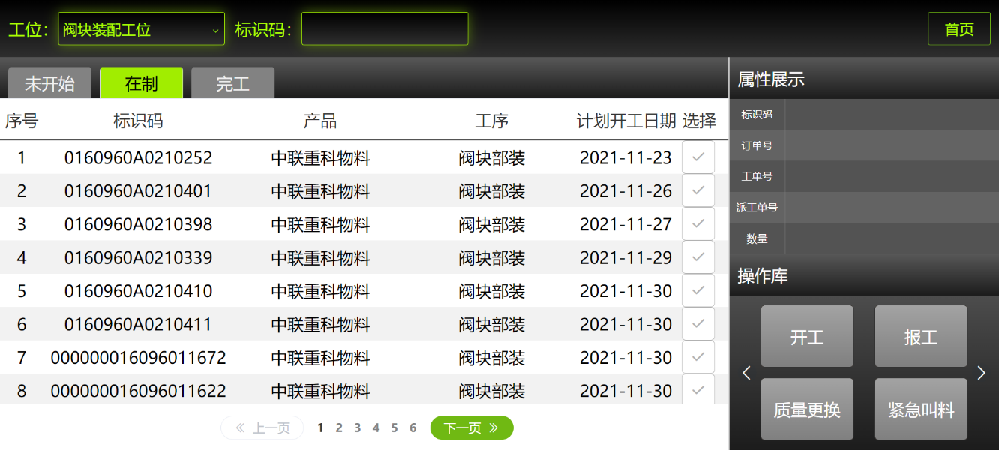 工位： 阀块装配工位 标识码： 首页
未开始 在制 完工
序号 标识码 产品 工序 计划开工日期 选择
1 0160960A0210252 中联重科物料 阀块部装 2021-11-23
2 0160960A0210401 中联重科物料 阀块部装 2021-11-26
3 0160960A0210398 中联重科物料 阀块部装 2021-11-27
4 0160960A0210339 中联重科物料 阀块部装 2021-11-29
5 0160960A0210410 中联重科物料 阀块部装 2021-11-30
6 0160960A0210411 中联重科物料 阀块部装 2021-11-30
7 000000016096011672 中联重科物料 阀块部装 2021-11-30
8 000000016096011622 中联重科物料 阀块部装 2021-11-30
上一页 1 2 3 4 5 6 下一页
属性展示
标识码
订单号
工单号
派工单号
数量
操作库
开工 报工
质量更换 紧急叫料